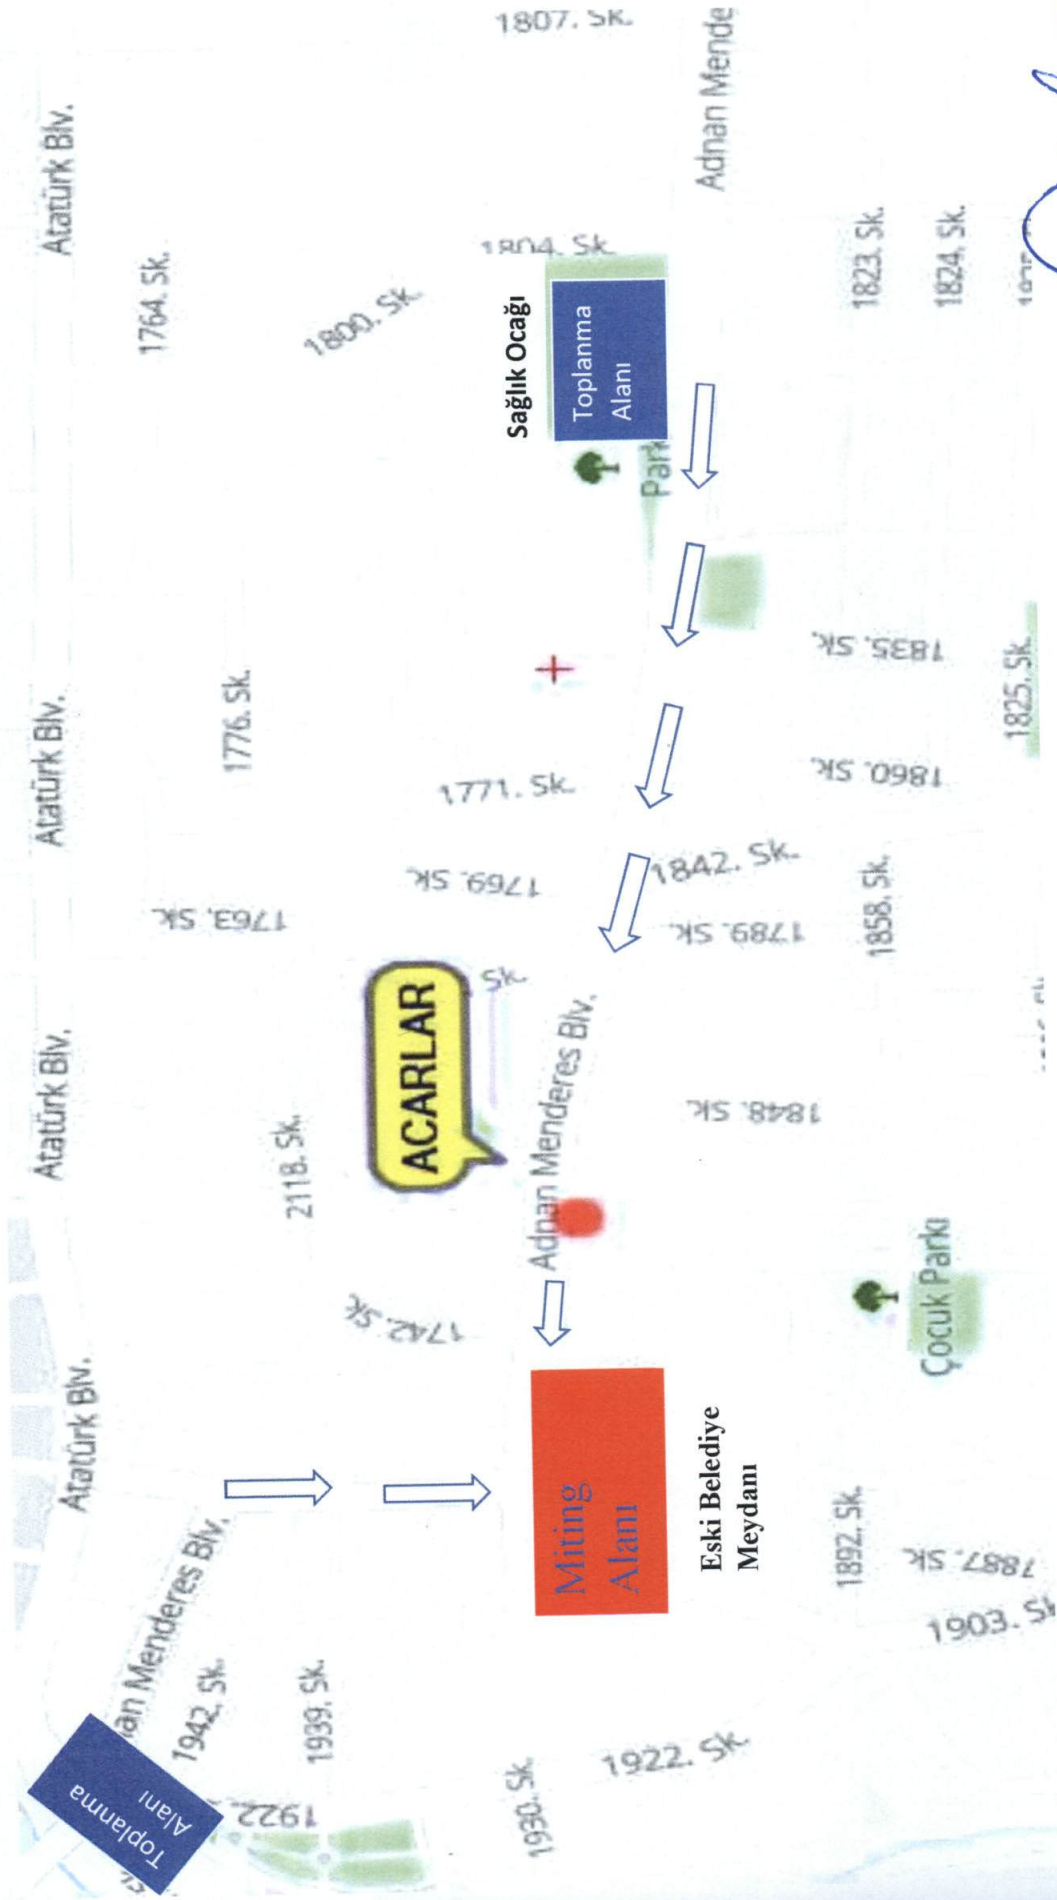 Atatürk Blv.
Atatürk Blv.
Atatürk Blv.
Atatürk Blv.
1764. Sk.
1776. Sk.
1763. Sk.
2118. Sk.
1800. Sk.
1742. Sk.
1769. Sk.
1771. Sk.
1807. Sk.
1804. Sk
Sk.
Menderes Blv.
1942. Sk.
1939. Sk.
1922.
Toplanma
Alanı
ACARLAR
Sağlık Ocağı
Toplanma
Alanı
Park
Adnan Menderes Blv.
Adnan Mende
Miting
Alanı
Eski Belediye
Meydanı
1930. Sk.
1922. Sk.
1842. Sk.
1789. Sk.
1848. Sk.
1858. Sk.
1860. Sk.
1835. Sk.
1823. Sk.
1824. Sk.
1825. Sk.
Çocuk Parkı
1892. Sk.
1887. Sk
1903. S